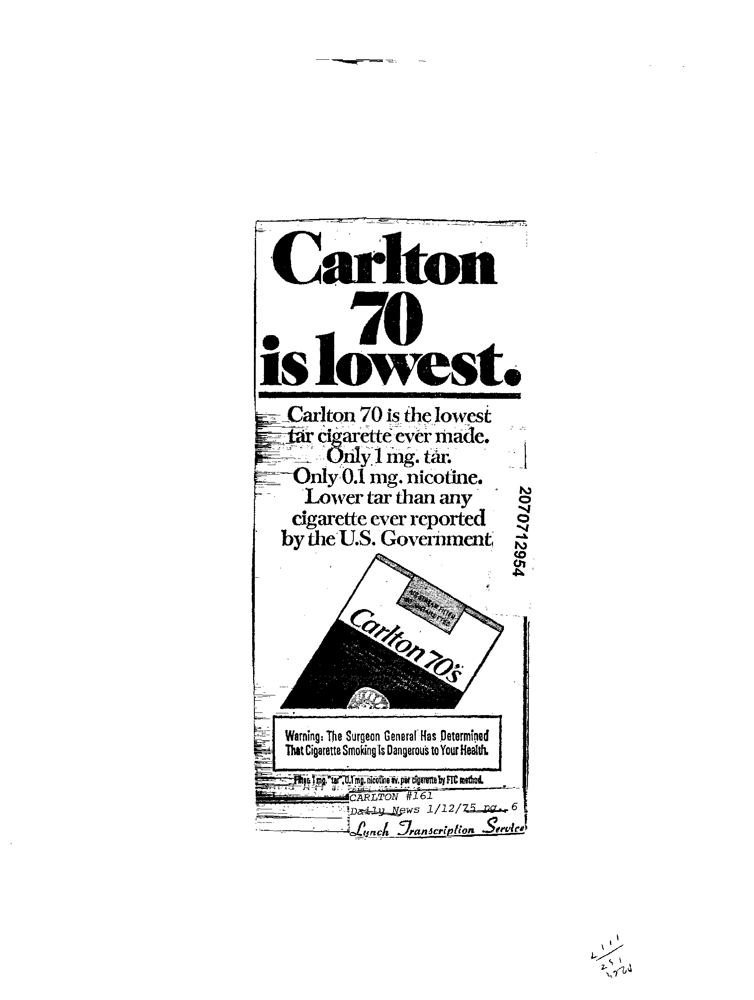 Carlton
70
is lowest.
Carlton 70 is the lowest
tar cigarette ever made.
Only 1 mg. tar.
Only 0.1 mg. nicotine.
Lower tar than any
cigarette ever reported
by the U.S. Government.
2070712954
Carlton 70's
Warning: The Surgeon General Has Determined
That Cigarette Smoking Is Dangerous to Your Health.
Filter: 1 mg. "tar", 0.1 mg. nicotine av. per cigarette by FTC method.
CARLTON #161
Daily News 1/12/75 pg. 6
Lynch Transcription Service